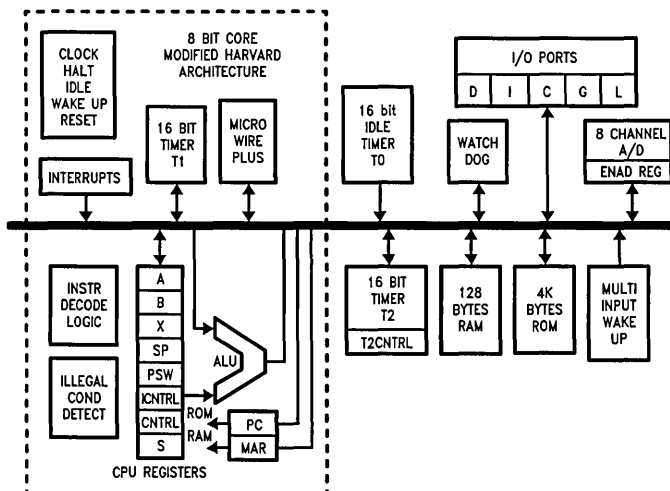 CLOCK
HALT
IDLE
WAKE UP
RESET
8 BIT CORE
MODIFIED HARVARD
ARCHITECTURE
16 BIT
TIMER
T1
MICRO
WIRE
PLUS
INTERRUPTS
16 bit
IDLE
TIMER
T0
WATCH
DOG
I/O PORTS
D I C G L
8 CHANNEL
A/D
ENAD REG
INSTR
DECODE
LOGIC
ILLEGAL
COND
DETECT
A
B
X
SP
PSW
ICNTRL
CNTRL
S
CPU REGISTERS
ALU
ROM
RAM
PC
MAR
16 BIT
TIMER
T2
T2CNTRL
128
BYTES
RAM
4K
BYTES
ROM
MULTI
INPUT
WAKE
UP